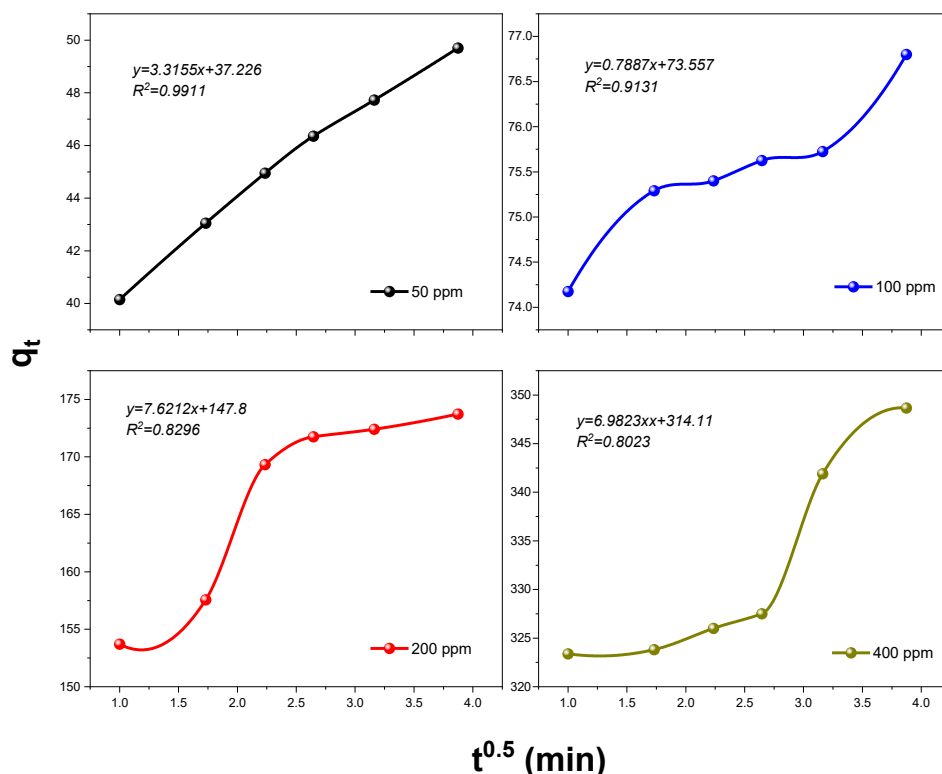 50
48
46
44
42
40
y=3.3155x+37.226
R²=0.9911
50 ppm
77.0
76.5
76.0
75.5
75.0
74.5
74.0
y=0.7887x+73.557
R²=0.9131
100 ppm
qt
175
170
165
160
155
150
y=7.6212x+147.8
R²=0.8296
200 ppm
1.0 1.5 2.0 2.5 3.0 3.5 4.0
350
345
340
335
330
325
320
y=6.9823xx+314.11
R²=0.8023
400 ppm
1.0 1.5 2.0 2.5 3.0 3.5 4.0
t^0.5 (min)